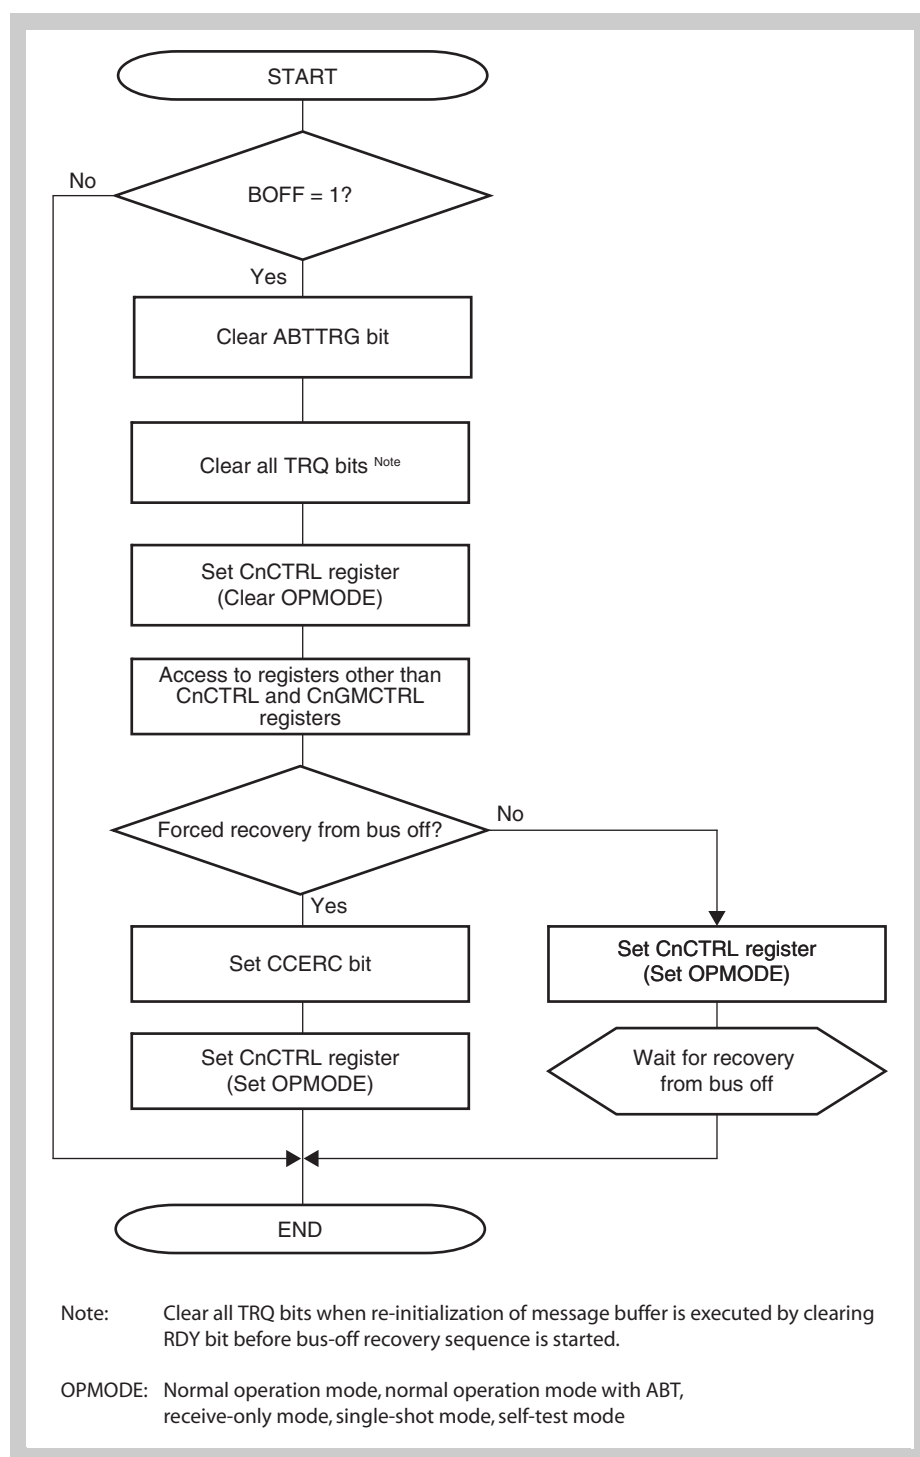 START
No
BOFF = 1?
Yes
Clear ABTTRG bit
Clear all TRQ bits Note
Set CnCTRL register
(Clear OPMODE)
Access to registers other than
CnCTRL and CnGMCTRL
registers
Forced recovery from bus off?
No
Yes
Set CCERC bit
Set CnCTRL register
(Set OPMODE)
Set CnCTRL register
(Set OPMODE)
Wait for recovery
from bus off
END
Note: Clear all TRQ bits when re-initialization of message buffer is executed by clearing
RDY bit before bus-off recovery sequence is started.
OPMODE: Normal operation mode, normal operation mode with ABT,
receive-only mode, single-shot mode, self-test mode